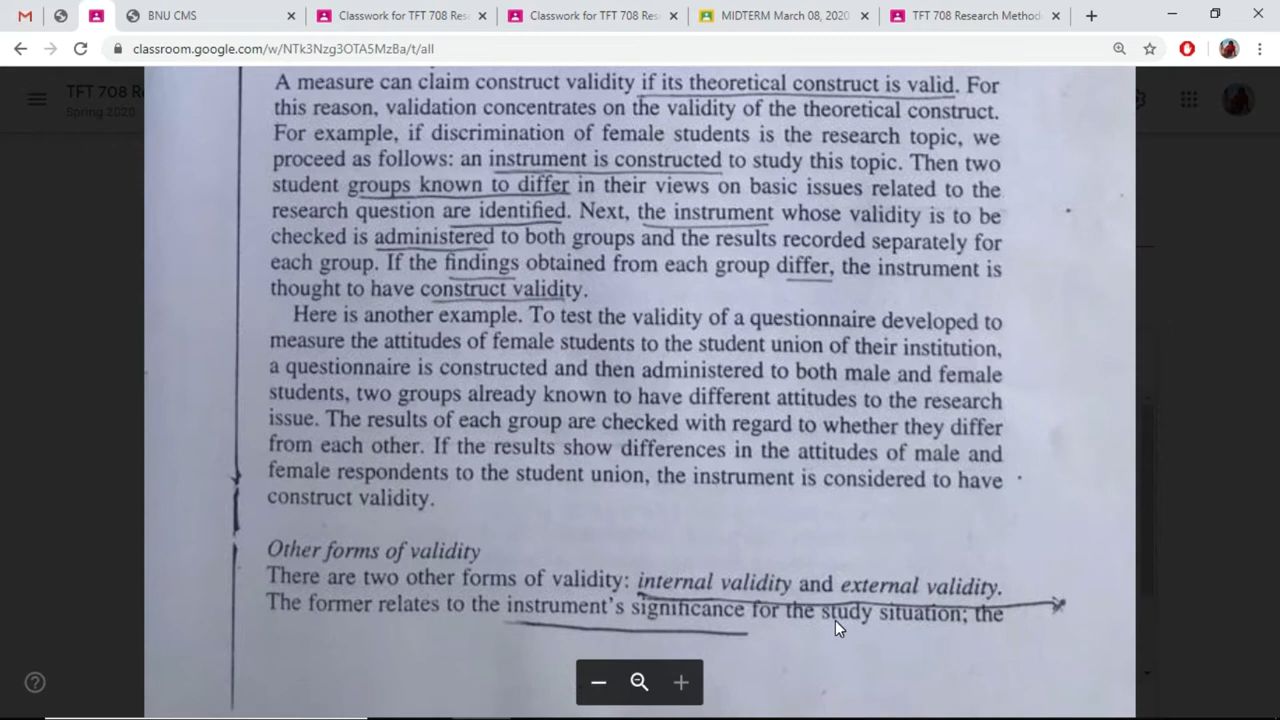 BNU CMS
Classwork for TFT 708 Res
Classwork for TFT 708 Res
MIDTERM March 08, 2020
TFT 708 Research Method
classroom.google.com/w/NTk3Nzg3OTA5MzBa/t/all
TFT 708 R
Spring 2020
A measure can claim construct validity if its theoretical construct is valid. For
this reason, validation concentrates on the validity of the theoretical construct.
For example, if discrimination of female students is the research topic, we
proceed as follows: an instrument is constructed to study this topic. Then two
student groups known to differ in their views on basic issues related to the
research question are identified. Next, the instrument whose validity is to be
checked is administered to both groups and the results recorded separately for
each group. If the findings obtained from each group differ, the instrument is
thought to have construct validity.
Here is another example. To test the validity of a questionnaire developed to
measure the attitudes of female students to the student union of their institution,
a questionnaire is constructed and then administered to both male and female
students, two groups already known to have different attitudes to the research
issue. The results of each group are checked with regard to whether they differ
from each other. If the results show differences in the attitudes of male and
female respondents to the student union, the instrument is considered to have
construct validity.
Other forms of validity
There are two other forms of validity: internal validity and external validity.
The former relates to the instrument's significance for the study situation; the